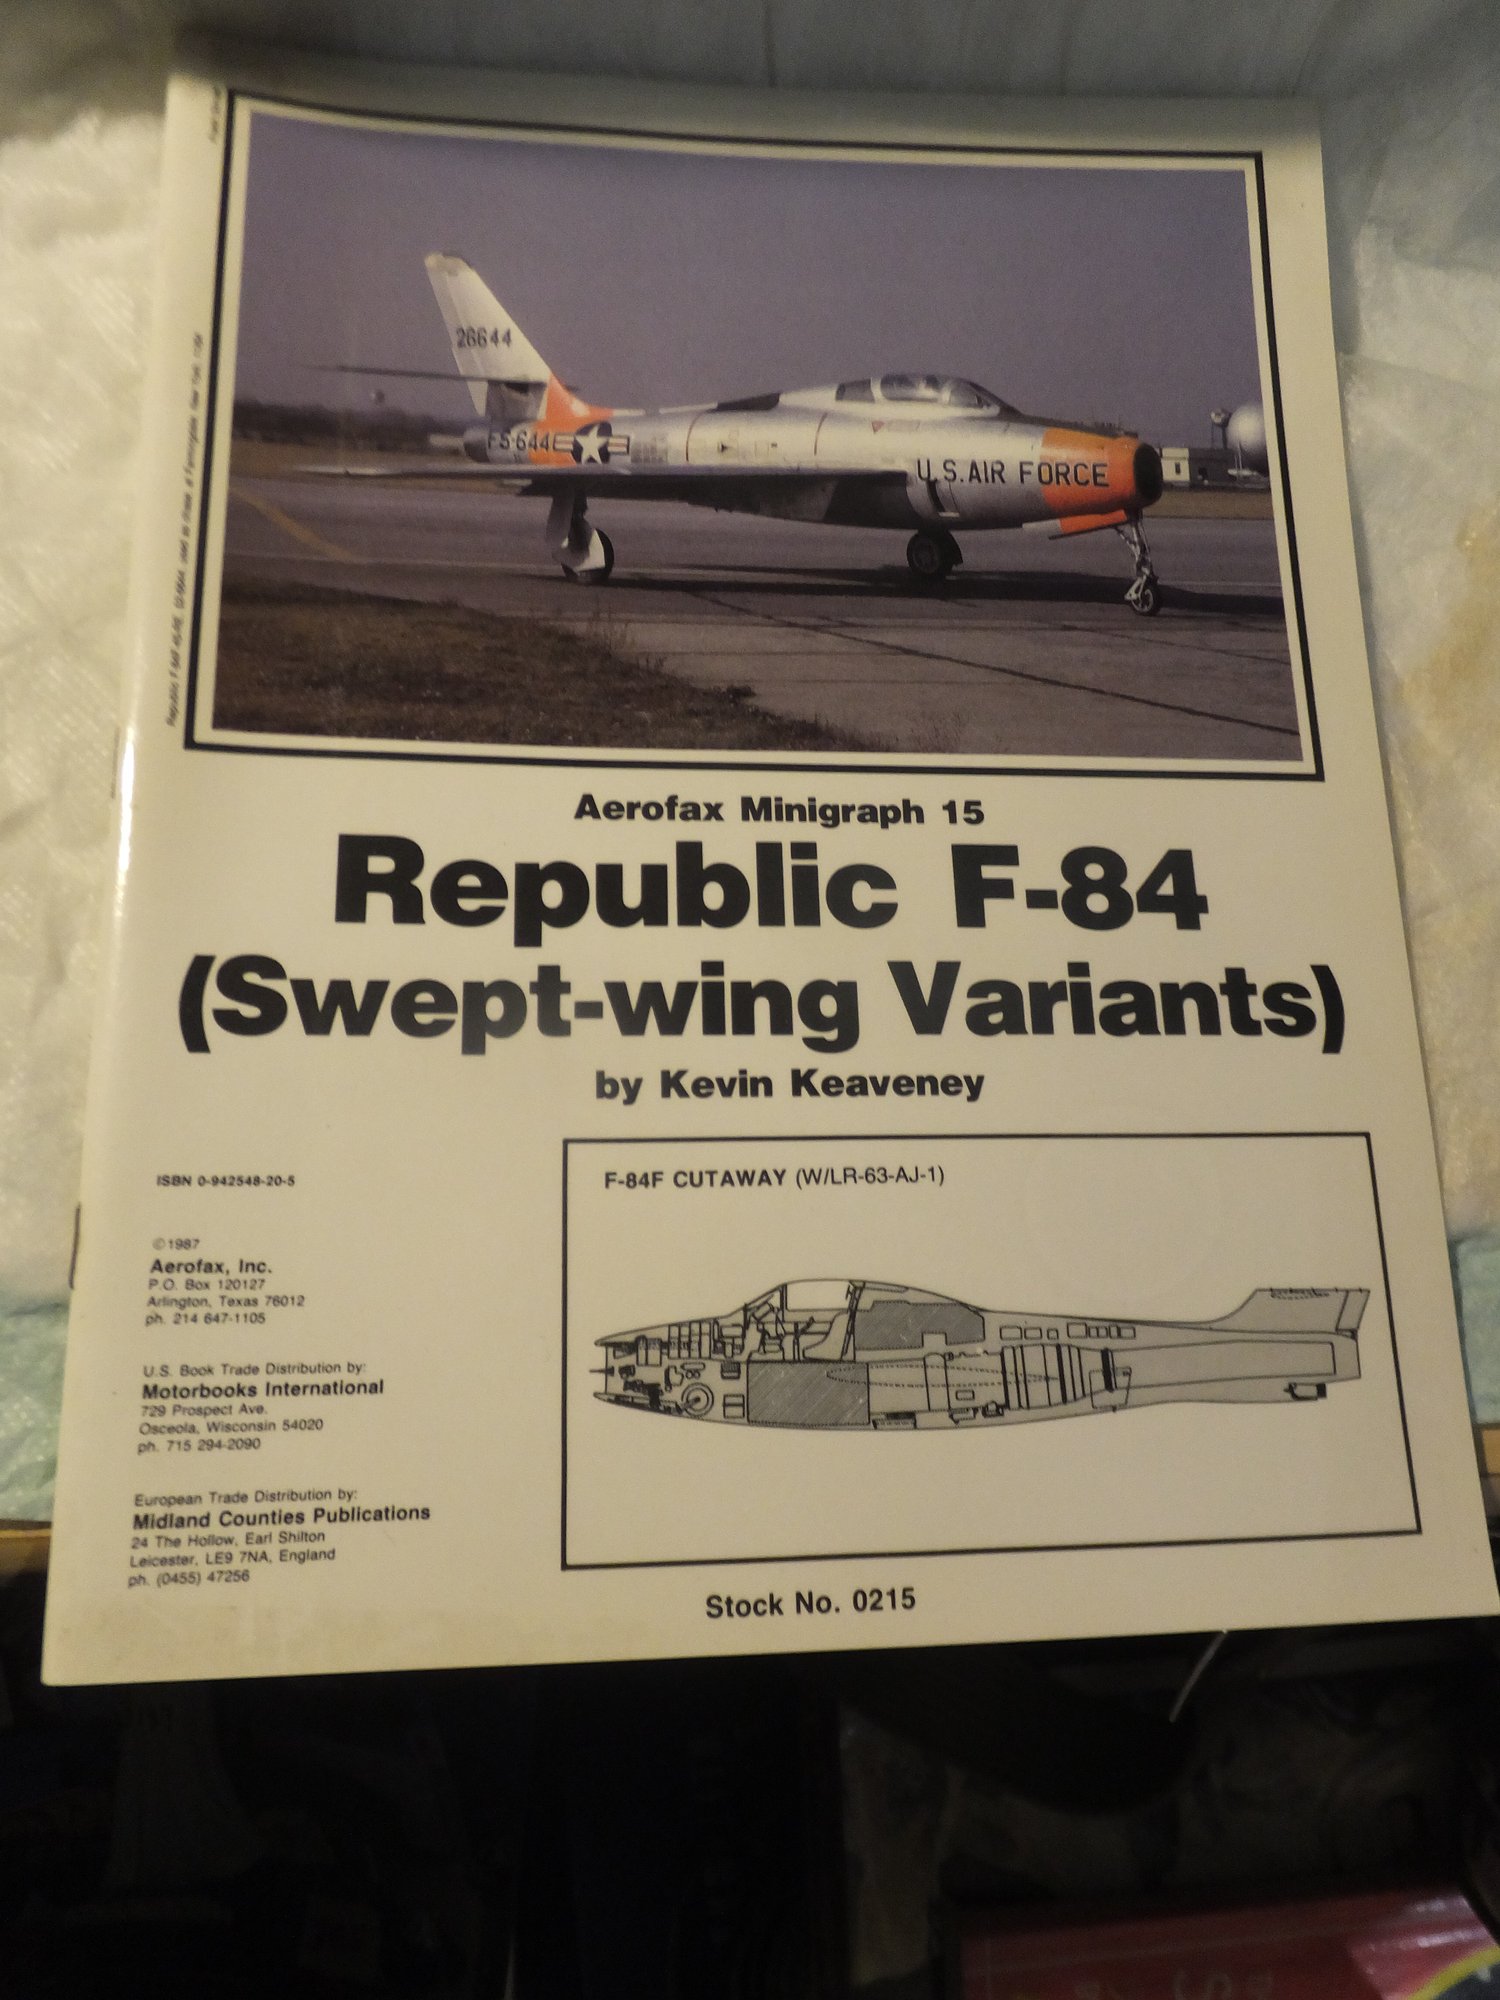 26644
FS-644
U.S. AIR FORCE
Aerofax Minigraph 15
Republic F-84
(Swept-wing Variants)
by Kevin Keaveney
ISBN 0-942548-20-5
©1987
Aerofax, Inc.
P.O. Box 120127
Arlington, Texas 76012
ph. 214 647-1105
U.S. Book Trade Distribution by:
Motorbooks International
729 Prospect Ave.
Osceola, Wisconsin 54020
ph. 715 294-2090
European Trade Distribution by:
Midland Counties Publications
24 The Hollow, Earl Shilton
Leicester, LE9 7NA, England
ph. (0455) 47256
F-84F CUTAWAY (W/LR-63-AJ-1)
Stock No. 0215